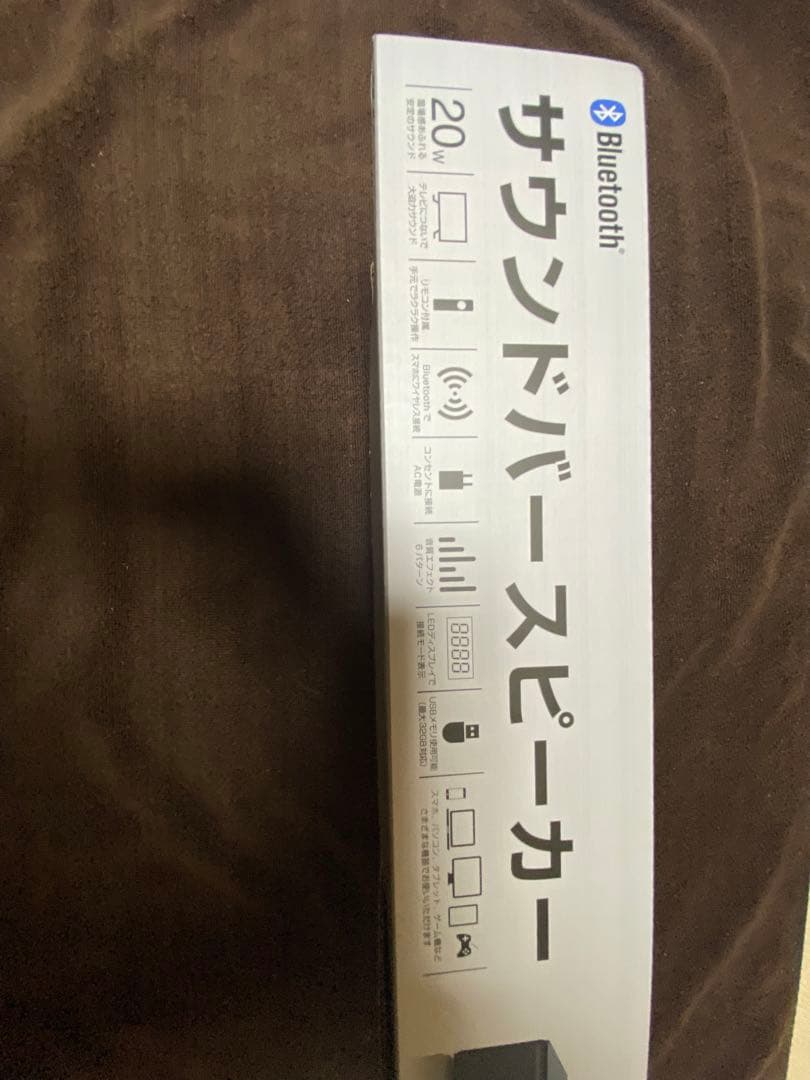 Bluetooth®
サウンドバースピーカー
20W
臨場感あふれる
安定のサウンド
テレビにつないで
大迫力サウンド
リモコン付属
手元でラクラク操作
Bluetoothで
スマホにワイヤレス接続
コンセントに接続
AC電源
音質エフェクト
6パターン
8888
LEDディスプレイで
接続モード表示
USBメモリ使用可能
(最大32GB対応)
スマホ、パソコン、タブレット、ゲーム機など
さまざまな機器でお使いいただけます